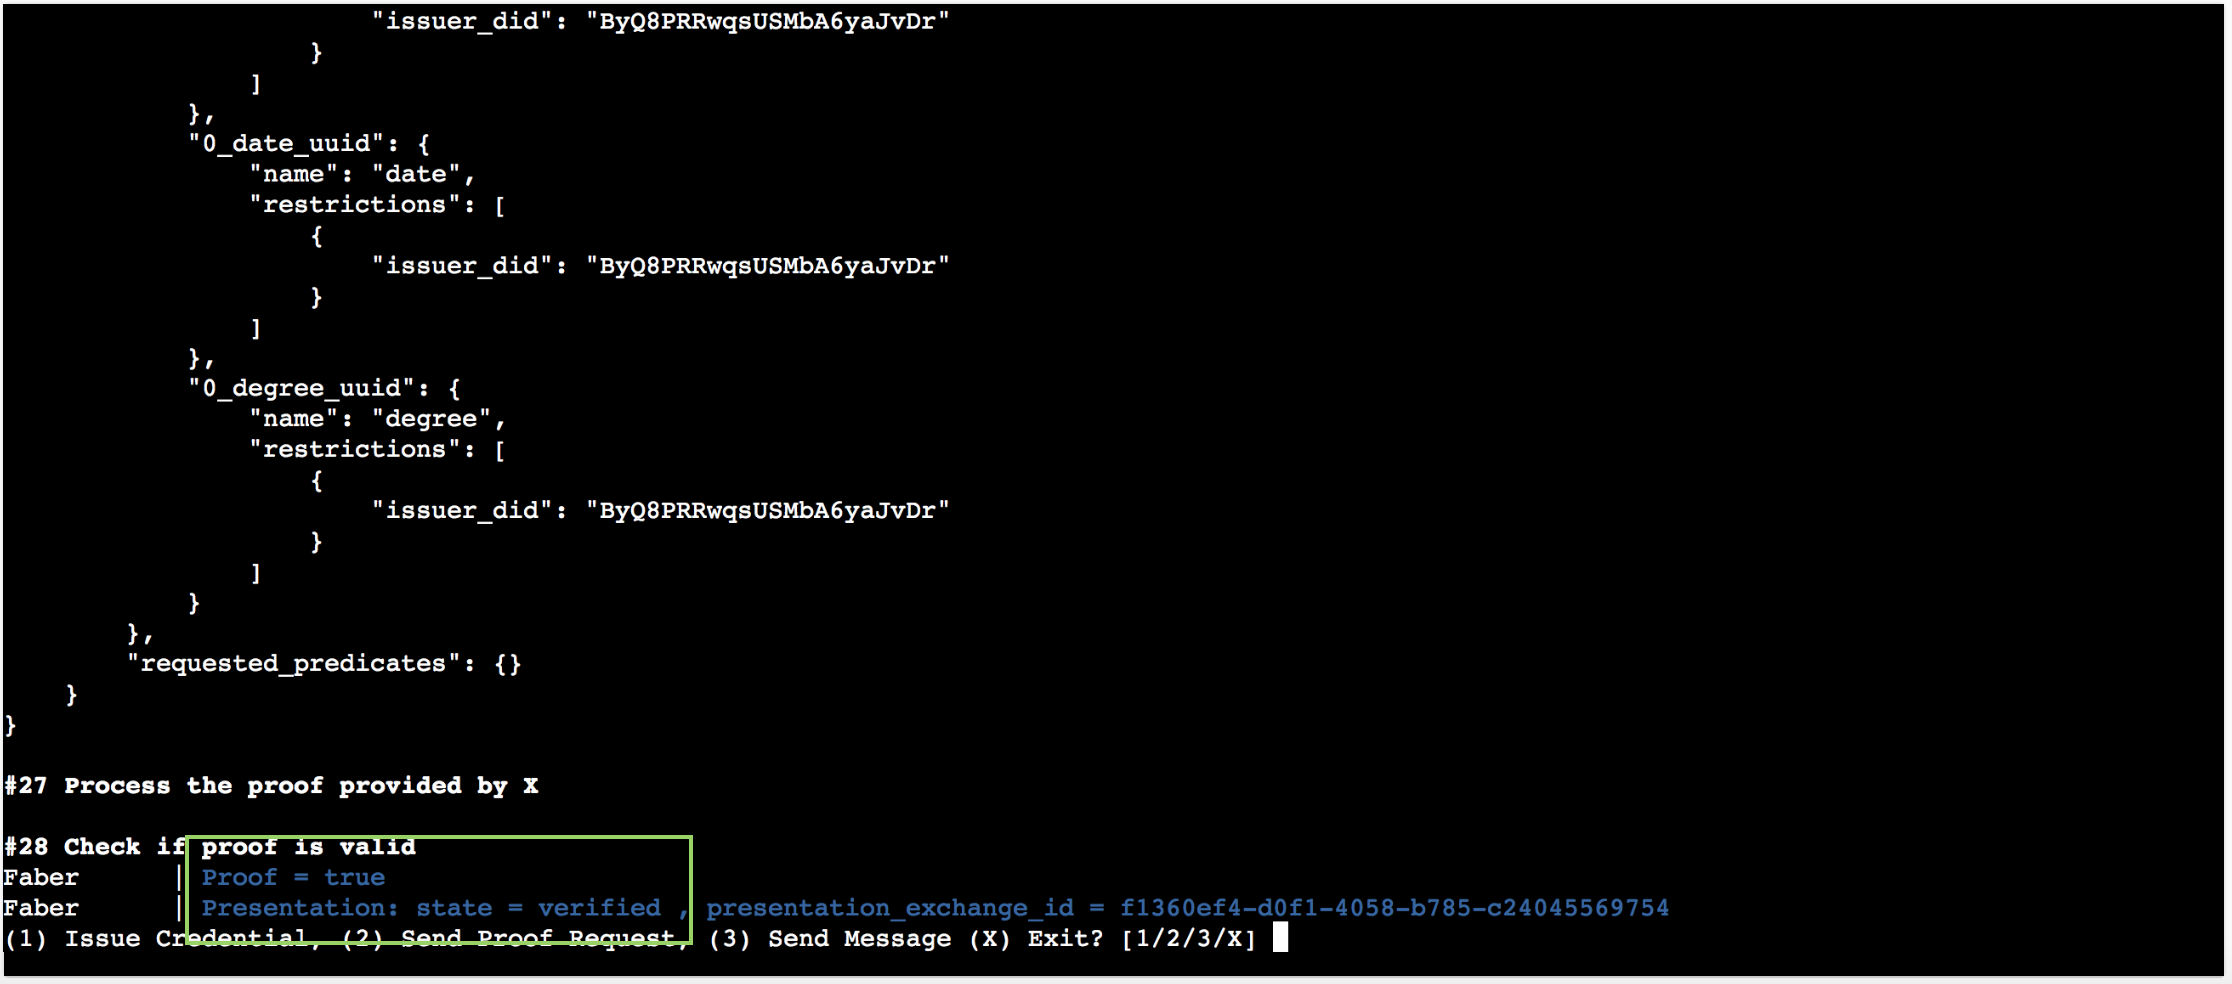 "issuer_did": "ByQ8PRRwqsUSMbA6yaJvDr"
}
]
},
"0_date_uuid": {
"name": "date",
"restrictions": [
{
"issuer_did": "ByQ8PRRwqsUSMbA6yaJvDr"
}
]
},
"0_degree_uuid": {
"name": "degree",
"restrictions": [
{
"issuer_did": "ByQ8PRRwqsUSMbA6yaJvDr"
}
]
}
},
"requested_predicates": {}
}
}
#27 Process the proof provided by X
#28 Check if proof is valid
Faber | Proof = true
Faber | Presentation: state = verified , presentation_exchange_id = f1360ef4-d0f1-4058-b785-c24045569754
(1) Issue Credential, (2) Send Proof Request, (3) Send Message (X) Exit? [1/2/3/X]